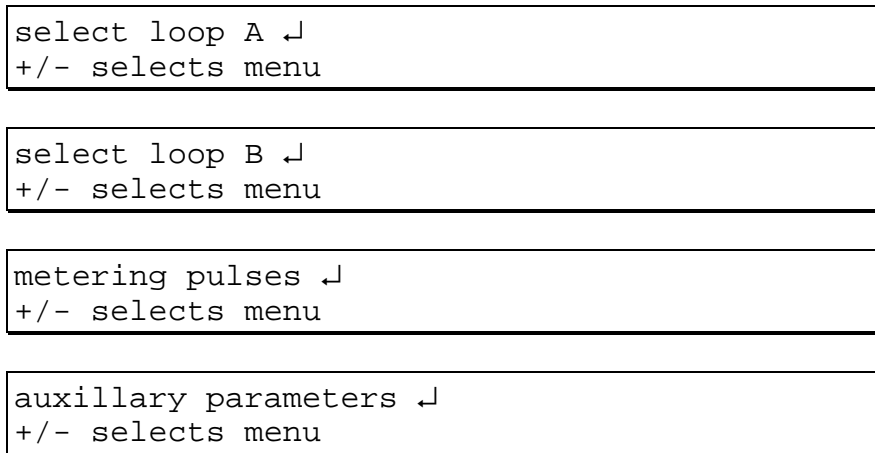 select loop A ↵
+/- selects menu
select loop B ↵
+/- selects menu
metering pulses ↵
+/- selects menu
auxillary parameters ↵
+/- selects menu